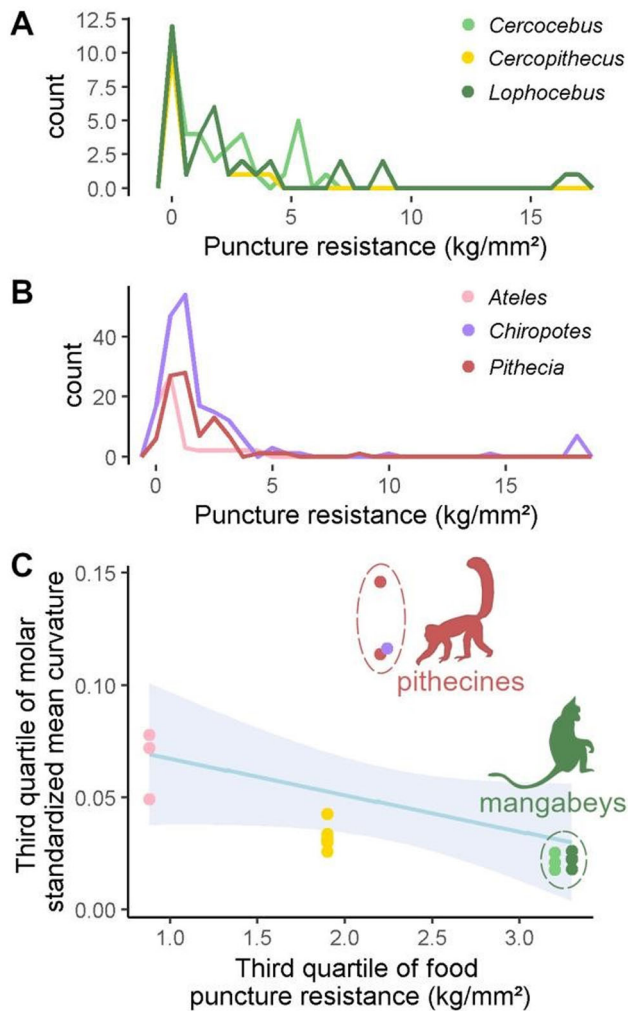 A
12.5
10.0
7.5
5.0
2.5
0.0
count
0
5
10
15
Puncture resistance (kg/mm²)
Cercocebus
Cercopithecus
Lophocebus
B
40
20
0
count
0
5
10
15
Puncture resistance (kg/mm²)
Ateles
Chiropotes
Pithecia
C
0.15
0.10
0.05
0.00
Third quartile of molar
standardized mean curvature
pithecines
mangabeys
1.0
1.5
2.0
2.5
3.0
Third quartile of food
puncture resistance (kg/mm²)